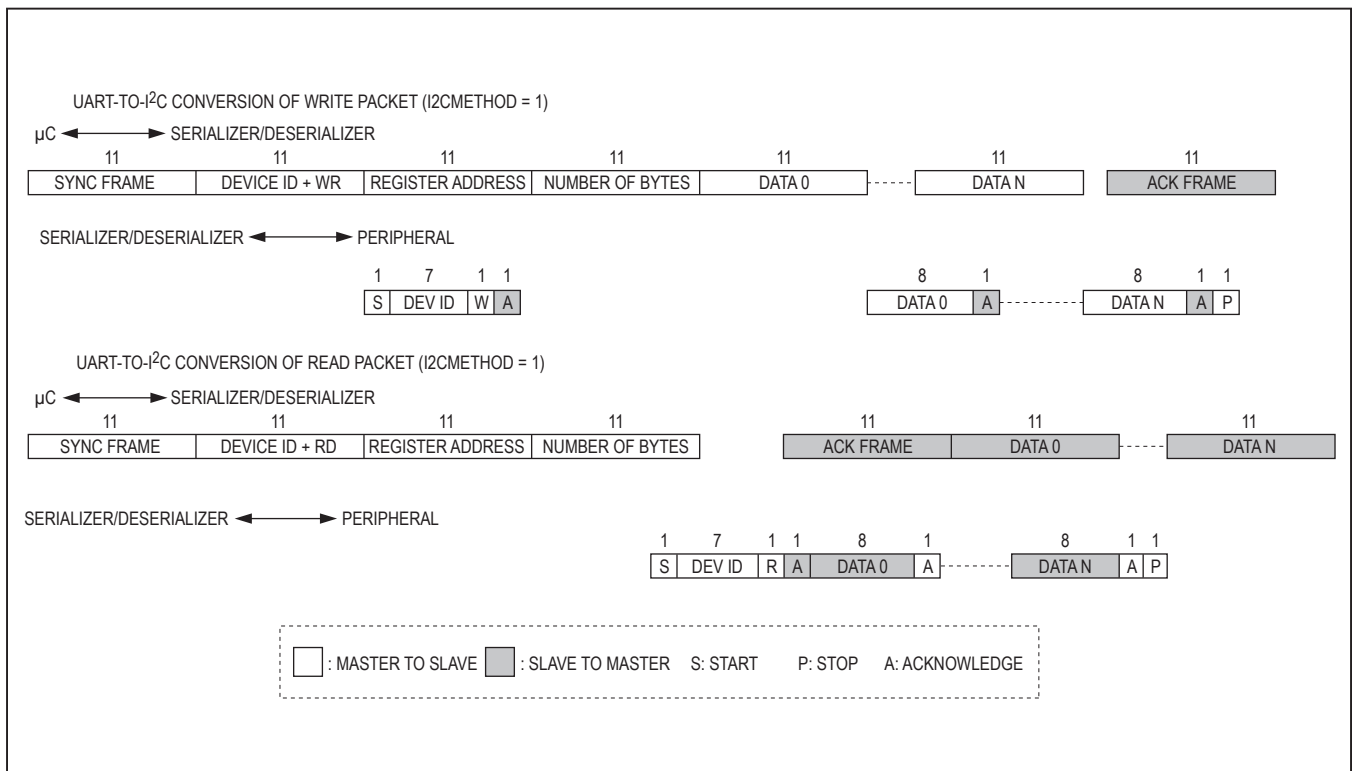 UART-TO-I2C CONVERSION OF WRITE PACKET (I2CMETHOD = 1)
µC SERIALIZER/DESERIALIZER
11 11 11 11 11 11 11
SYNC FRAME DEVICE ID + WR REGISTER ADDRESS NUMBER OF BYTES DATA 0 DATA N ACK FRAME
SERIALIZER/DESERIALIZER PERIPHERAL
1 7 1 1 8 1 8 1 1
S DEV ID W A DATA 0 A DATA N A P
UART-TO-I2C CONVERSION OF READ PACKET (I2CMETHOD = 1)
µC SERIALIZER/DESERIALIZER
11 11 11 11 11 11 11
SYNC FRAME DEVICE ID + RD REGISTER ADDRESS NUMBER OF BYTES ACK FRAME DATA 0 DATA N
SERIALIZER/DESERIALIZER PERIPHERAL
1 7 1 1 8 1 8 1 1
S DEV ID R A DATA 0 A DATA N A P
: MASTER TO SLAVE : SLAVE TO MASTER S: START P: STOP A: ACKNOWLEDGE